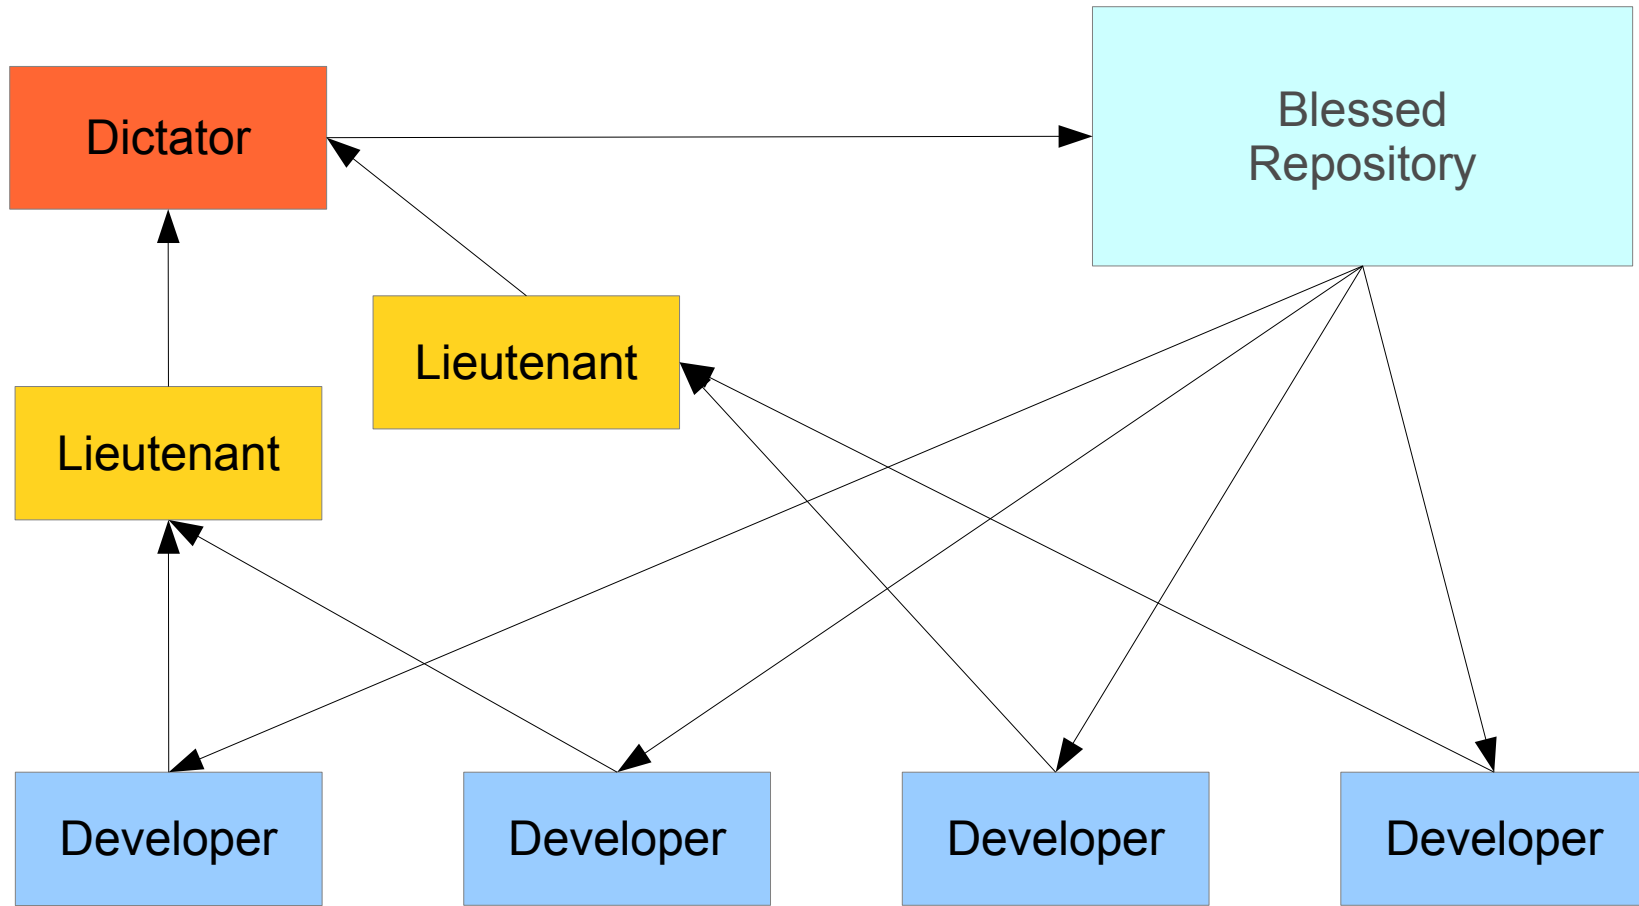 Dictator
Blessed
Repository
Lieutenant
Lieutenant
Developer
Developer
Developer
Developer